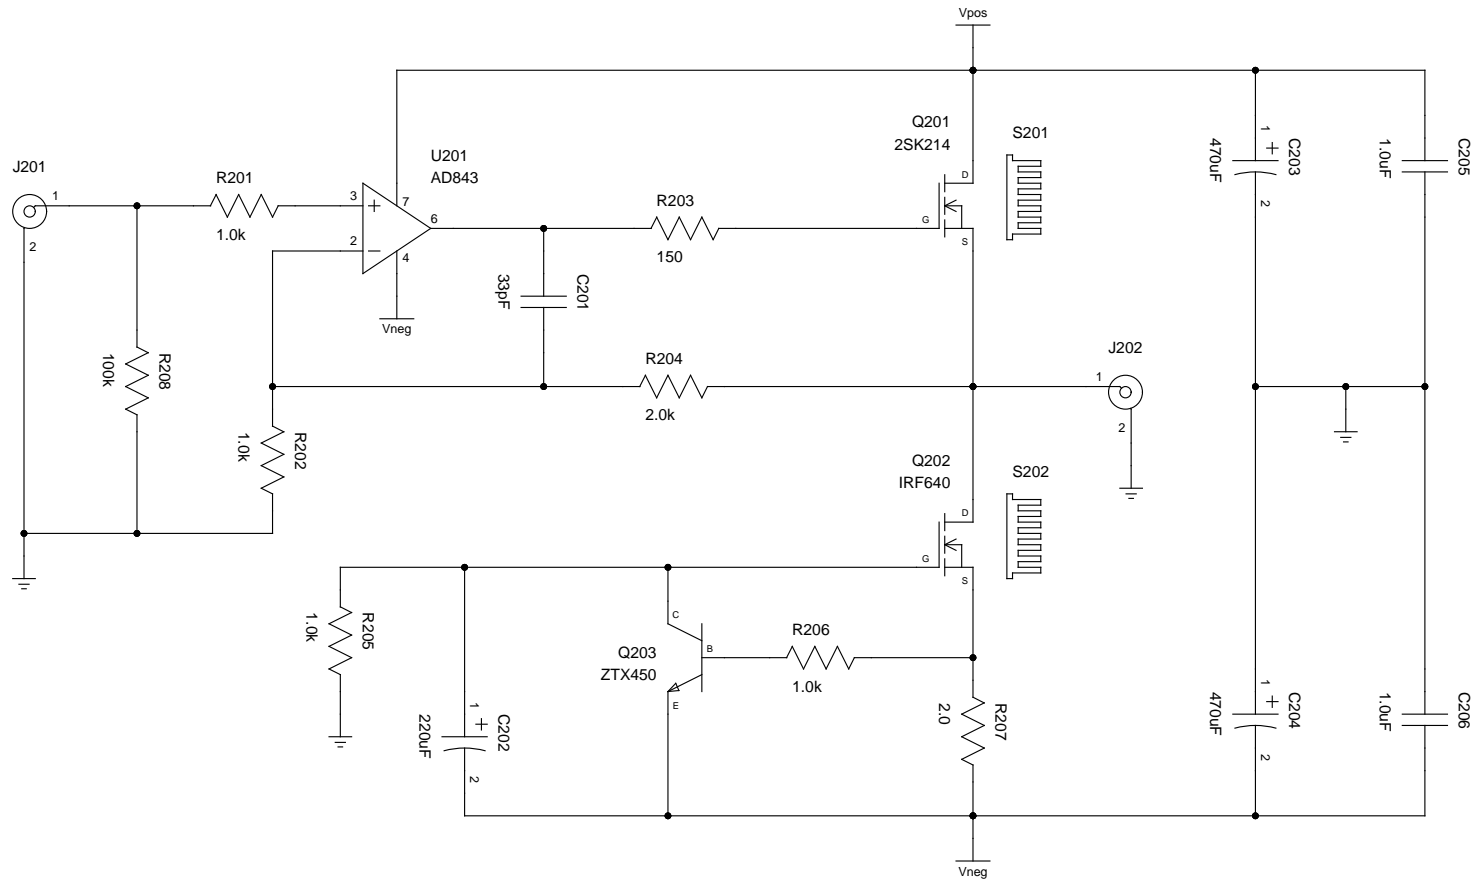 Vpos
Q201
2SK214
S201
1
C203
+
470uF
2
C205
1.0uF
J201
1
2
R201
1.0k
U201
AD843
3
+
7
2
−
4
6
Vneg
R203
150
D
G
S
C201
33pF
R208
100k
R204
2.0k
J202
1
2
R202
1.0k
Q202
IRF640
S202
D
G
S
R205
1.0k
C
Q203
ZTX450
B
E
R206
1.0k
1
C202
+
220uF
2
R207
2.0
1
C204
+
470uF
2
C206
1.0uF
Vneg